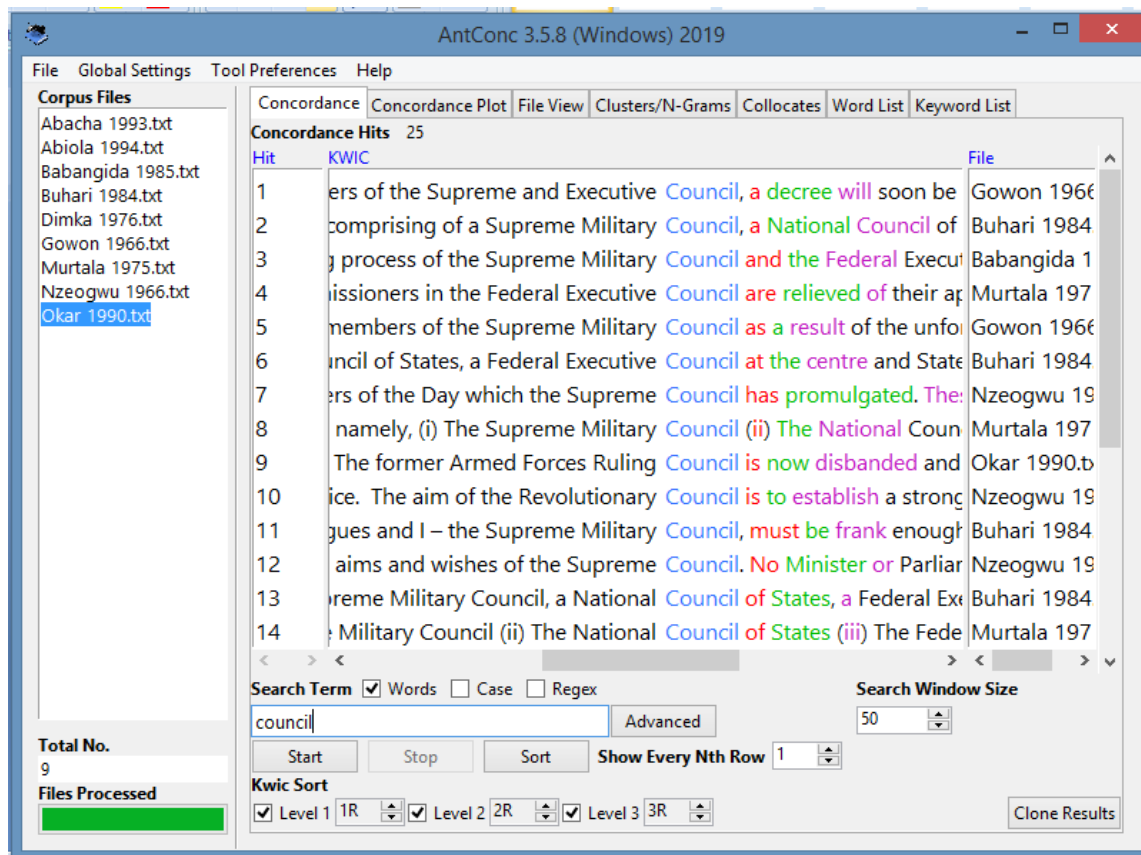 AntConc 3.5.8 (Windows) 2019
File Global Settings Tool Preferences Help
Corpus Files
Abacha 1993.txt
Abiola 1994.txt
Babangida 1985.txt
Buhari 1984.txt
Dimka 1976.txt
Gowon 1966.txt
Murtala 1975.txt
Nzeogwu 1966.txt
Okar 1990.txt
Total No.
9
Files Processed
Concordance Concordance Plot File View Clusters/N-Grams Collocates Word List Keyword List
Concordance Hits 25
Hit KWIC File
1 ers of the Supreme and Executive Council, a decree will soon be Gowon 1966
2 comprising of a Supreme Military Council, a National Council of Buhari 1984.
3 g process of the Supreme Military Council and the Federal Execut Babangida 1
4 issioners in the Federal Executive Council are relieved of their ap Murtala 197
5 members of the Supreme Military Council as a result of the unfo Gowon 1966
6 uncil of States, a Federal Executive Council at the centre and State Buhari 1984.
7 ers of the Day which the Supreme Council has promulgated. Thes Nzeogwu 19
8 namely, (i) The Supreme Military Council (ii) The National Coun Murtala 197
9 The former Armed Forces Ruling Council is now disbanded and Okar 1990.t
10 ice. The aim of the Revolutionary Council is to establish a strong Nzeogwu 19
11 gues and I – the Supreme Military Council, must be frank enough Buhari 1984.
12 aims and wishes of the Supreme Council. No Minister or Parliar Nzeogwu 19
13 preme Military Council, a National Council of States, a Federal Exe Buhari 1984.
14 e Military Council (ii) The National Council of States (iii) The Fede Murtala 197
Search Term Words Case Regex Search Window Size
council Advanced 50
Start Stop Sort Show Every Nth Row 1
Kwic Sort
Level 1 1R Level 2 2R Level 3 3R Clone Results